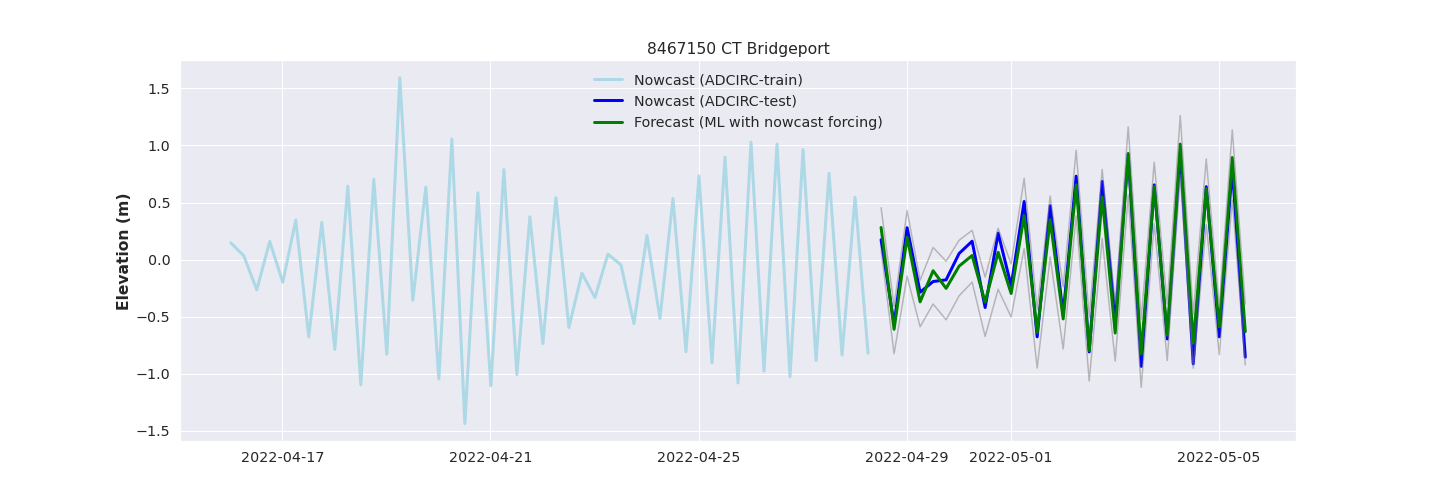 8467150 CT Bridgeport
Nowcast (ADCIRC-train)
Nowcast (ADCIRC-test)
Forecast (ML with nowcast forcing)
Elevation (m)
1.5
1.0
0.5
0.0
−0.5
−1.0
−1.5
2022-04-17
2022-04-21
2022-04-25
2022-04-29
2022-05-01
2022-05-05